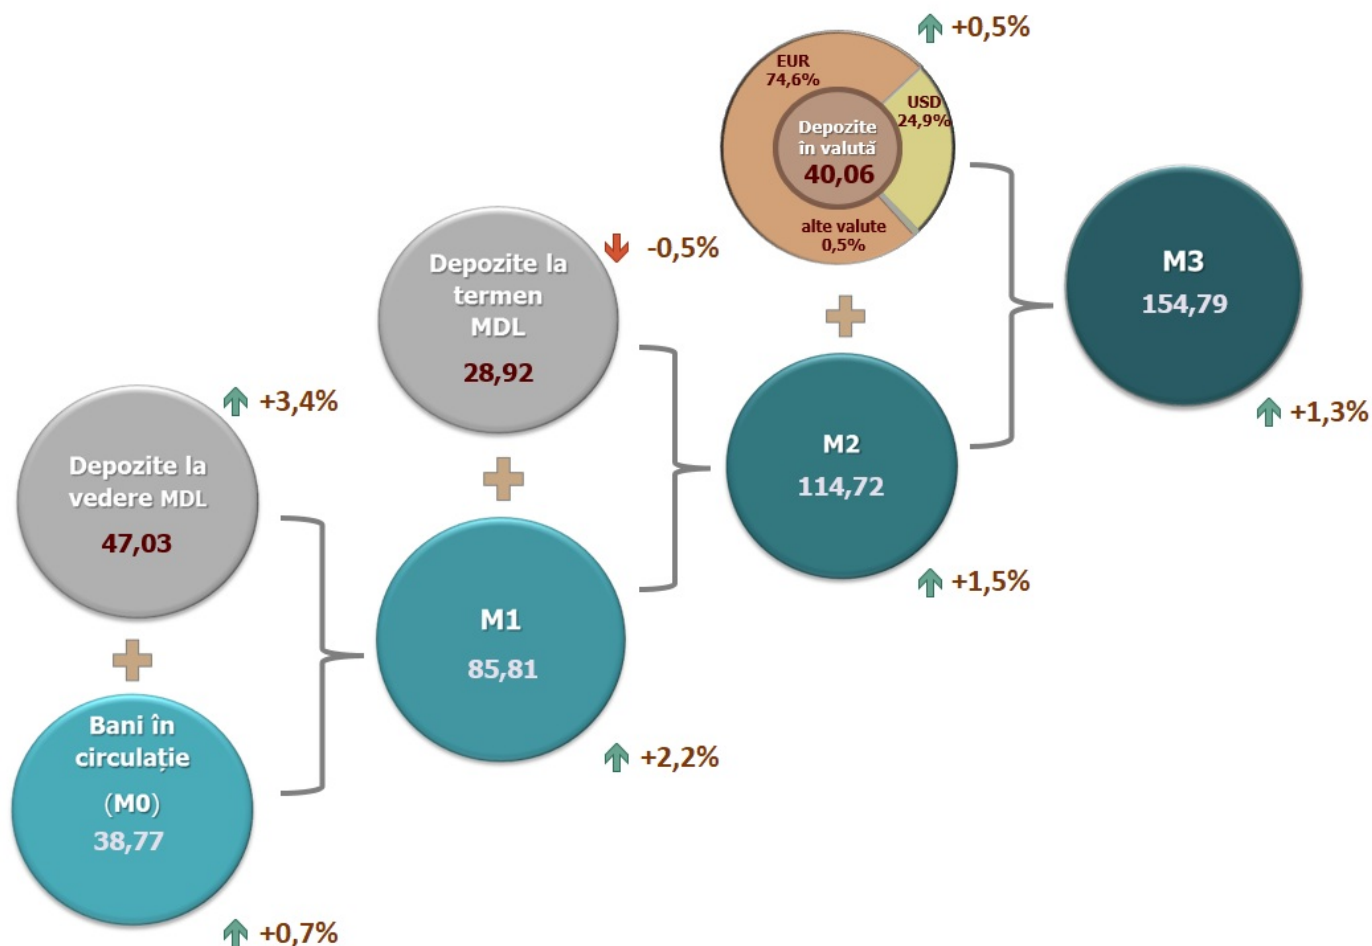 +0,5%
EUR
74,6%
USD
24,9%
Depozite
în valută
40,06
alte valute
0,5%
-0,5%
Depozite la
termen
MDL
28,92
M3
154,79
+1,3%
+3,4%
Depozite la
vedere MDL
47,03
M2
114,72
+1,5%
M1
85,81
+2,2%
Bani în
circulație
(M0)
38,77
+0,7%